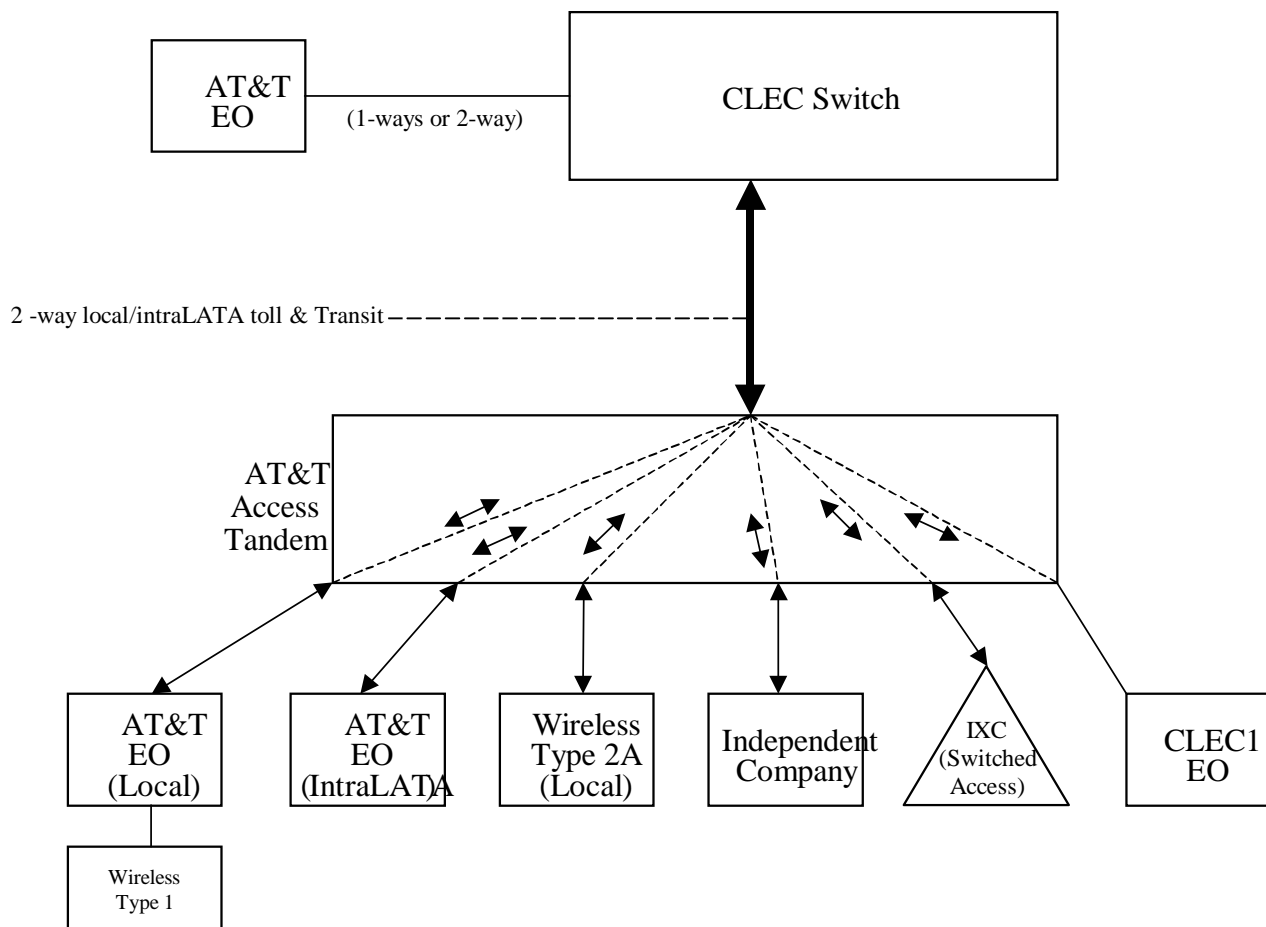 AT&T
EO
(1-ways or 2-way)
CLEC Switch
2 -way local/intraLATA toll & Transit
AT&T
Access
Tandem
AT&T
EO
(Local)
AT&T
EO
(IntraLAT)A
Wireless
Type 2A
(Local)
Independent
Company
IXC
(Switched
Access)
CLEC1
EO
Wireless
Type 1